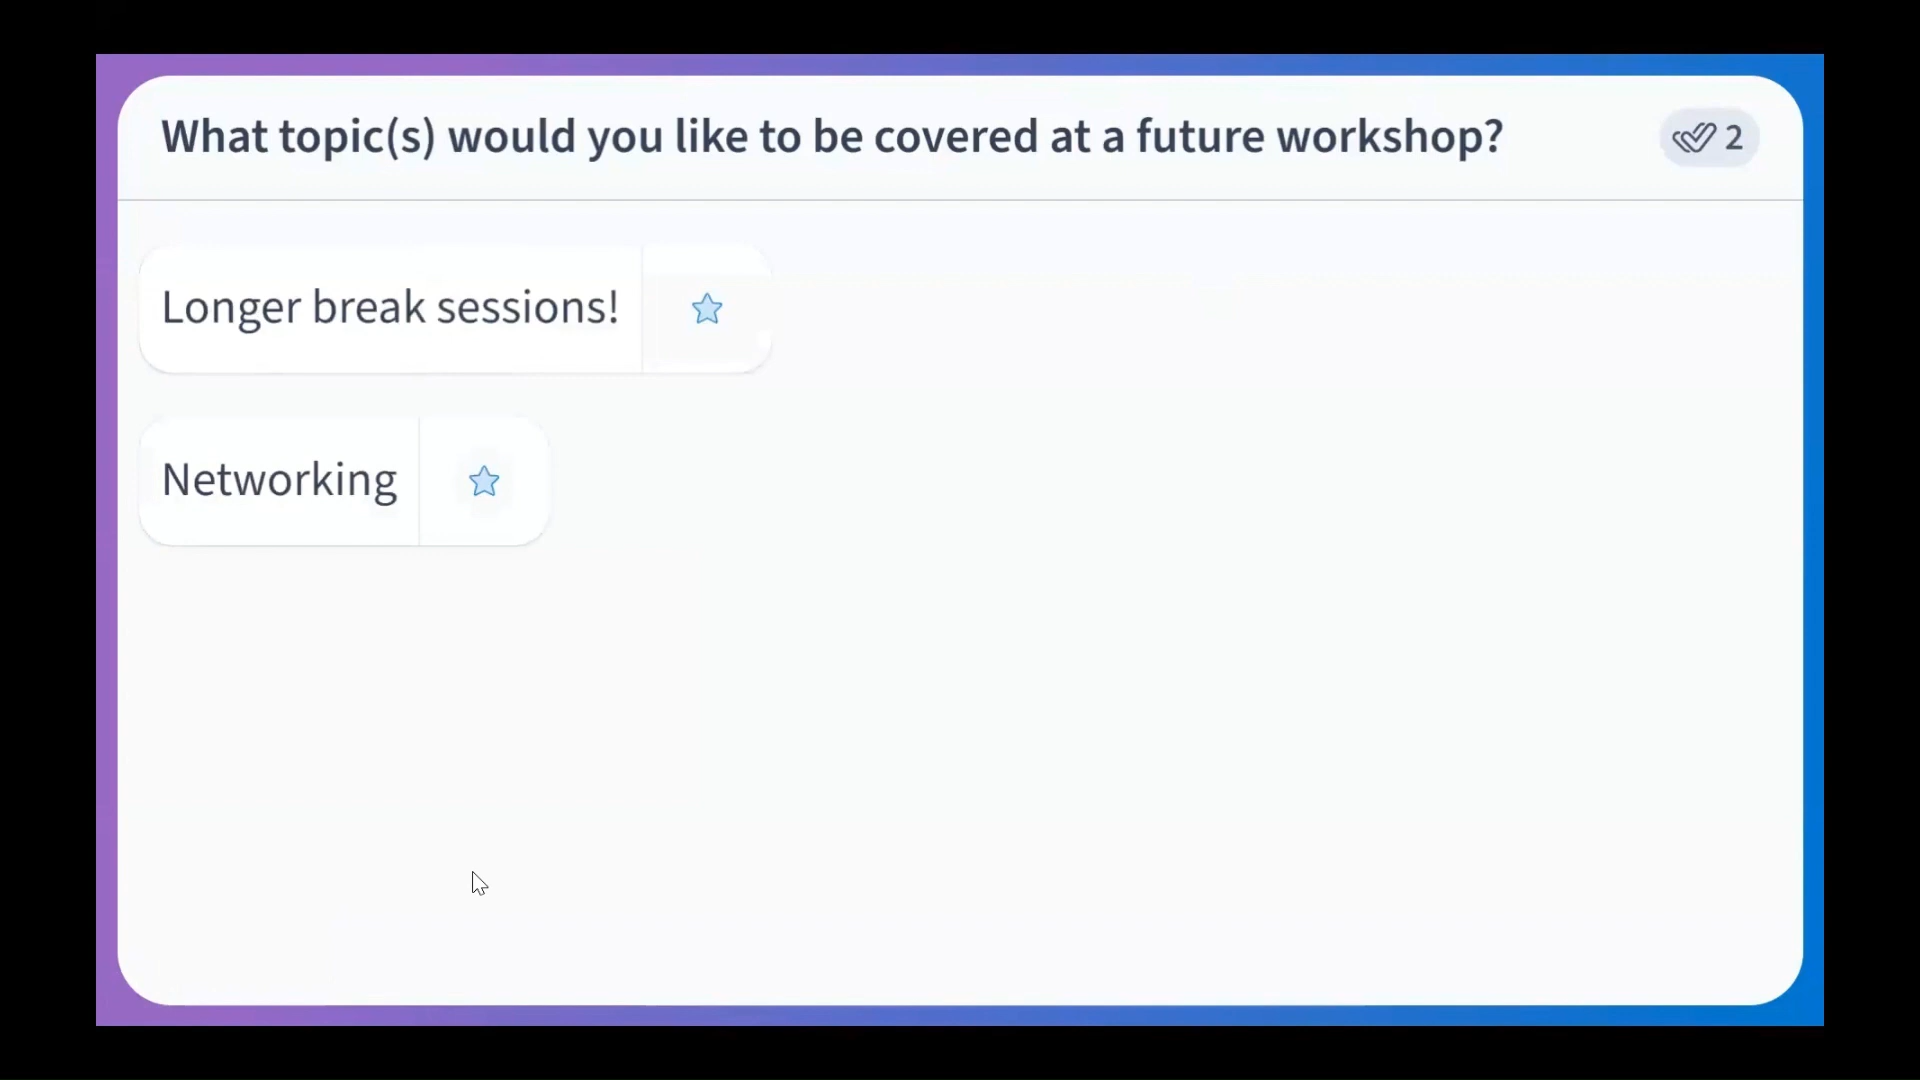 What topic(s) would you like to be covered at a future workshop?
2
Longer break sessions!
Networking